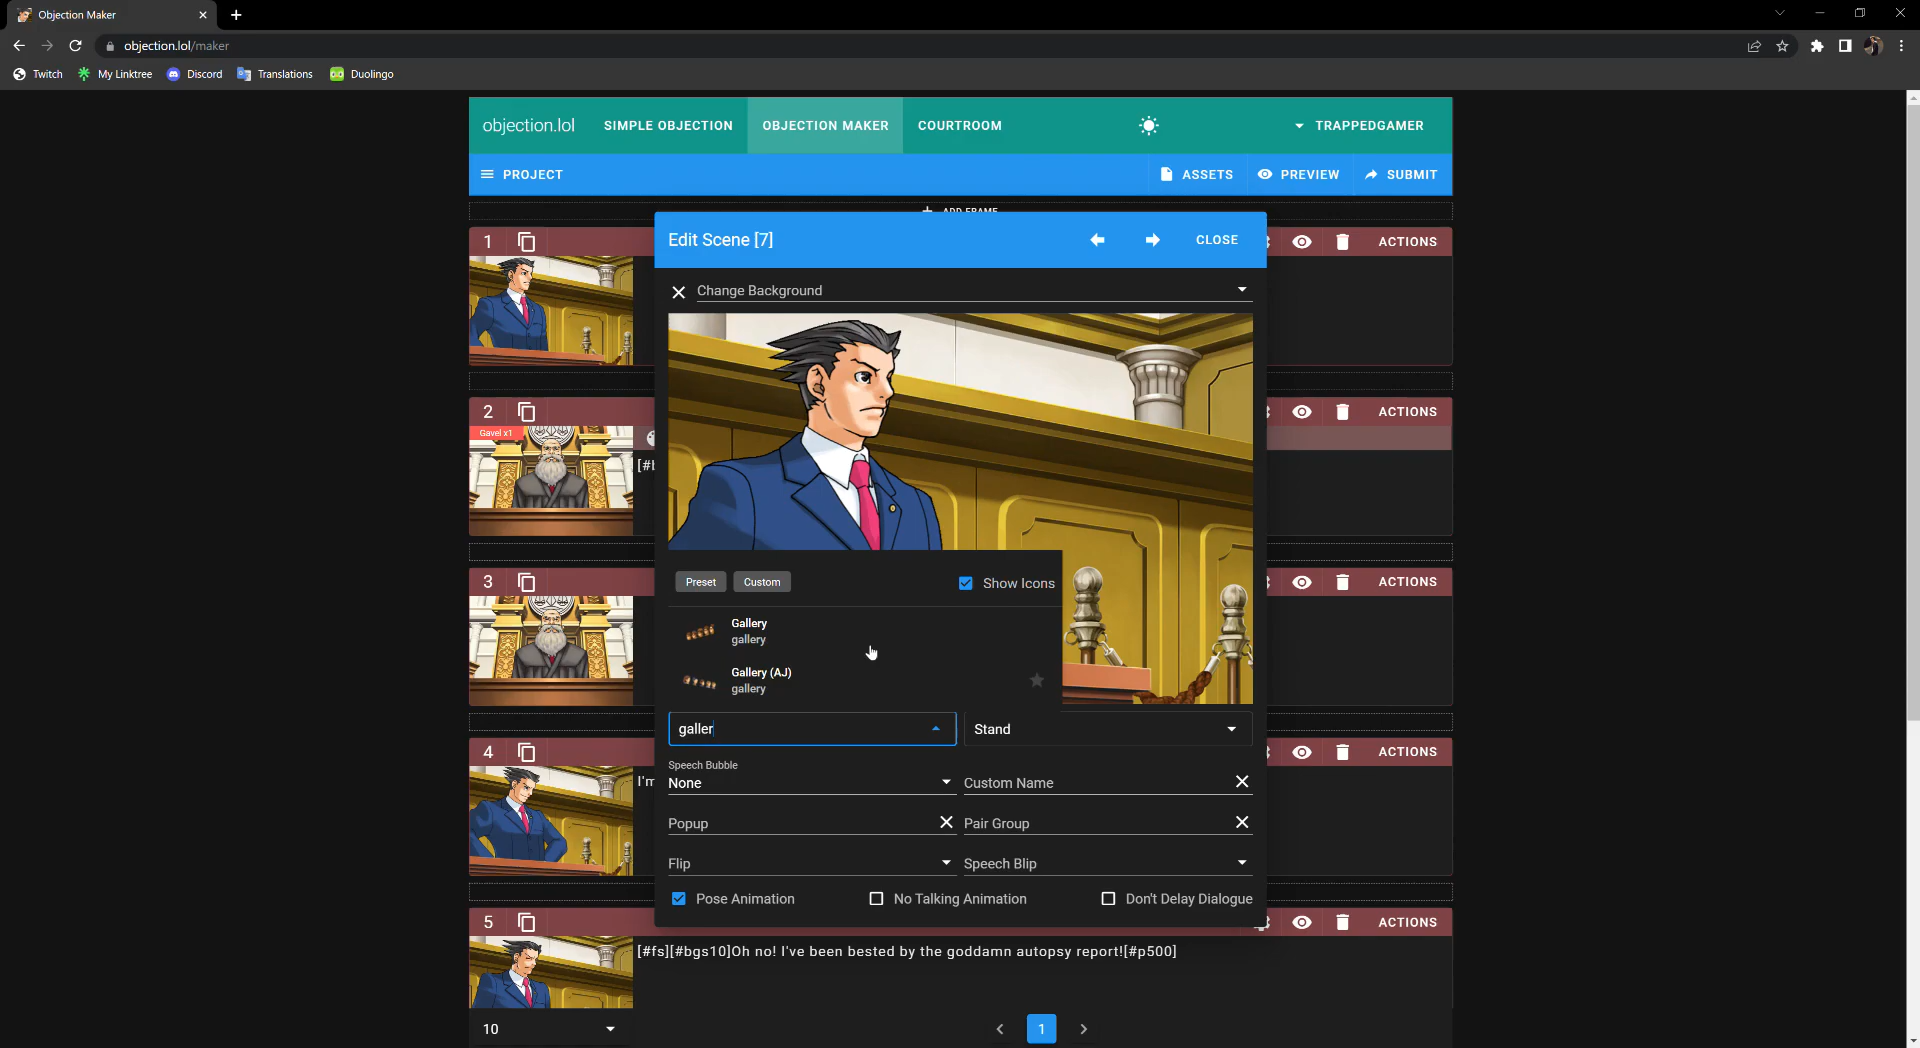 Objection Maker
objection.lol/maker
Twitch
My Linktree
Discord
Translations
Duolingo
objection.lol
SIMPLE OBJECTION
OBJECTION MAKER
COURTROOM
TRAPPEDGAMER
PROJECT
ASSETS
PREVIEW
SUBMIT
ADD FRAME
Edit Scene [7]
CLOSE
1
ACTIONS
Change Background
2
ACTIONS
Gavel x1
3
ACTIONS
Preset
Custom
Show Icons
Gallery
gallery
Gallery (AJ)
gallery
galler
Stand
4
ACTIONS
Speech Bubble
None
Custom Name
I'm
Popup
Pair Group
Flip
Speech Blip
Pose Animation
No Talking Animation
Don't Delay Dialogue
5
ACTIONS
[#fs][#bgs10]Oh no! I've been bested by the goddamn autopsy report![#p500]
10
1